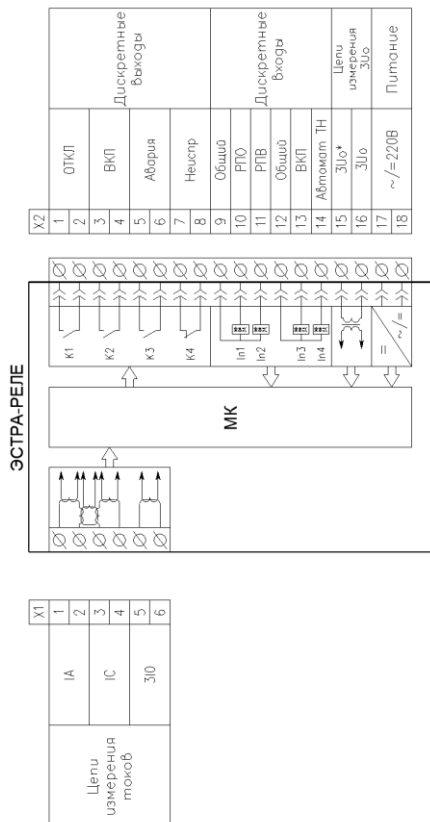 ЭСТРА-РЕЛЕ
X1
Цепи
измерения
токов
IA
1
2
IC
3
4
3I0
5
6
МК
К1
К2
К3
К4
In1
In2
In3
In4
=
~/=
X2
1
2
ОТКЛ
3
4
ВКЛ
5
6
Авария
7
8
Неиспр
Дискретные
выходы
9
Общий
10
РПО
11
РПВ
12
Общий
13
ВКЛ
14
Автомат ТН
Дискретные
входы
15
3Uo*
16
3Uo
Цепи
измерения
3Uo
17
18
~/=220В
Питание